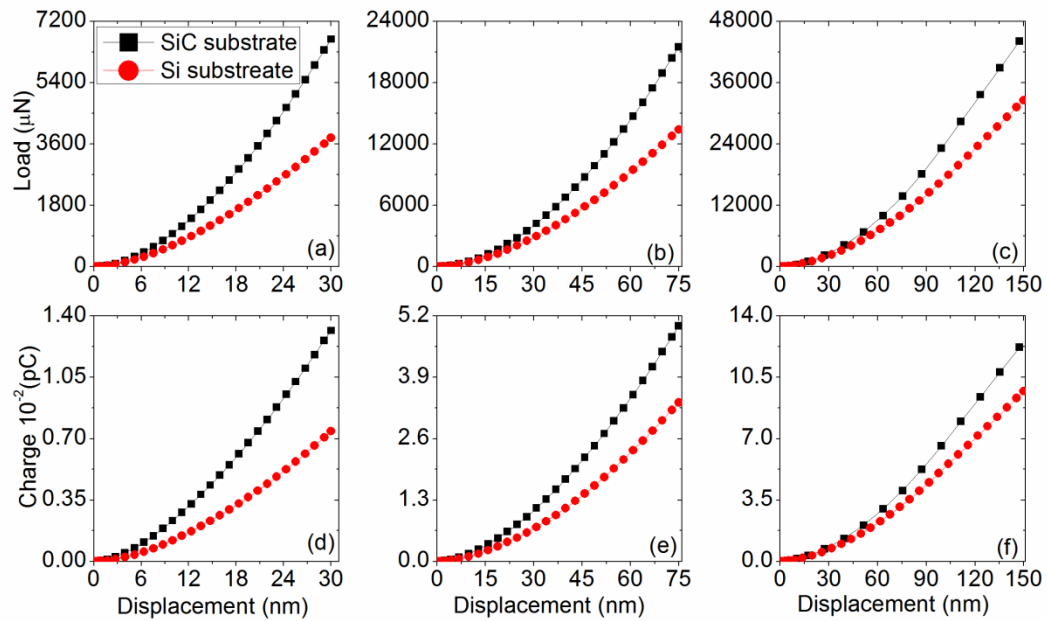 7200
5400
3600
1800
0
0 6 12 18 24 30
Load (μN)
SiC substrate
Si substreate
(a)
24000
18000
12000
6000
0
0 15 30 45 60 75
(b)
48000
36000
24000
12000
0
0 30 60 90 120 150
(c)
1.40
1.05
0.70
0.35
0.00
0 6 12 18 24 30
Charge 10⁻²(pC)
Displacement (nm)
(d)
5.2
3.9
2.6
1.3
0.0
0 15 30 45 60 75
Displacement (nm)
(e)
14.0
10.5
7.0
3.5
0.0
0 30 60 90 120 150
Displacement (nm)
(f)